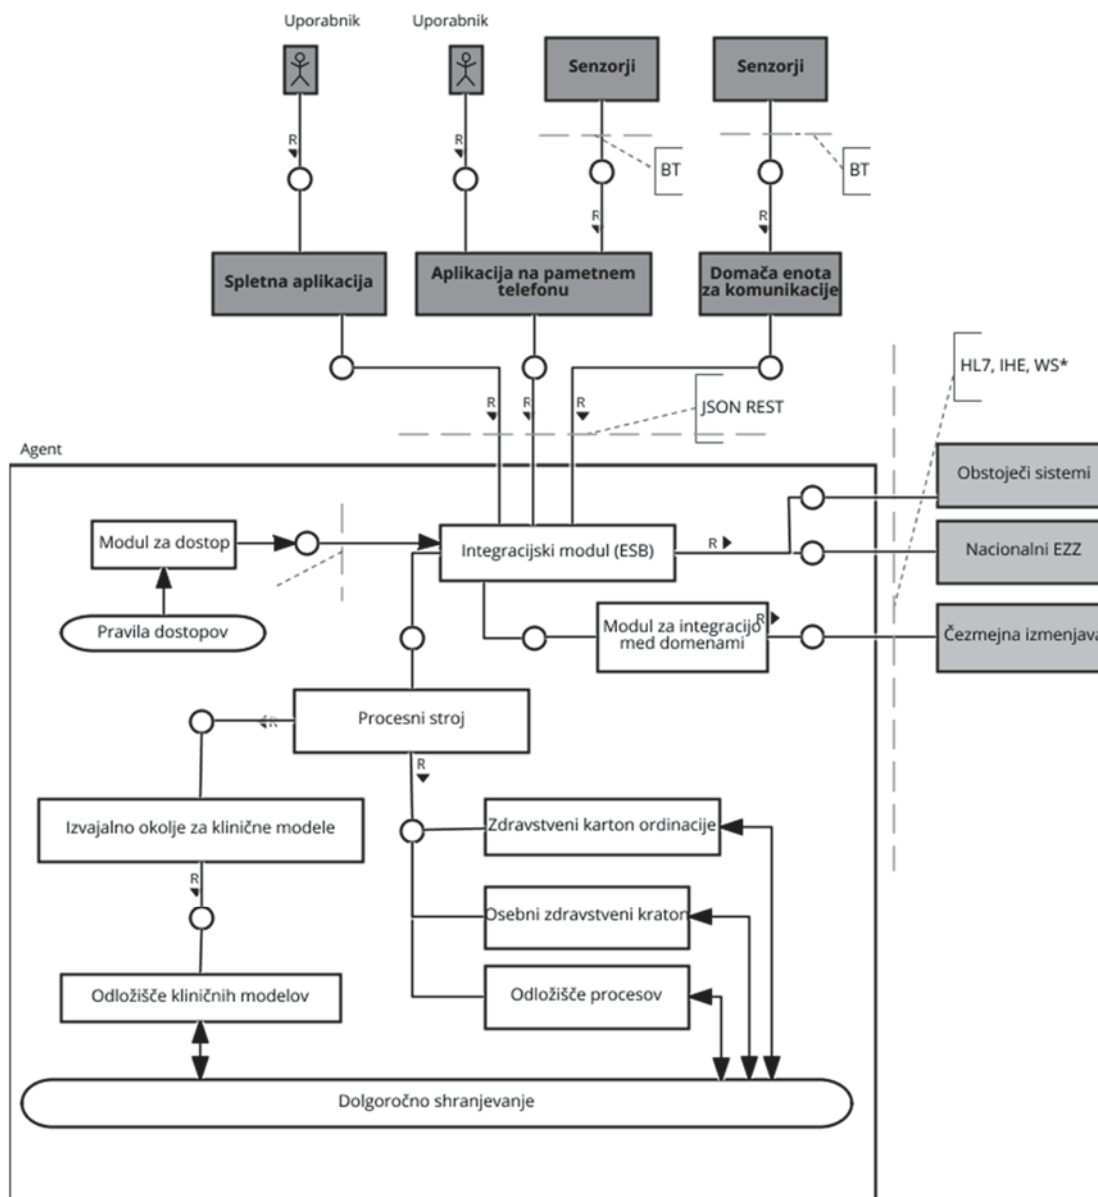 Uporabnik
Uporabnik
Senzorji
Senzorji
R
R
BT
BT
R
R
Spletna aplikacija
Aplikacija na pametnem
telefonu
Domača enota
za komunikacije
HL7, IHE, WS*
R
R
R
JSON REST
Agent
Obstoječi sistemi
Modul za dostop
Integracijski modul (ESB)
R
Nacionalni EZZ
Pravila dostopov
Modul za integracijo
med domenami
R
Čezmejna izmenjava
Procesni stroj
R
R
Izvajalno okolje za klinične modele
Zdravstveni karton ordinacije
R
Osebni zdravstveni kraton
Odložišče kliničnih modelov
Odložišče procesov
Dolgoročno shranjevanje